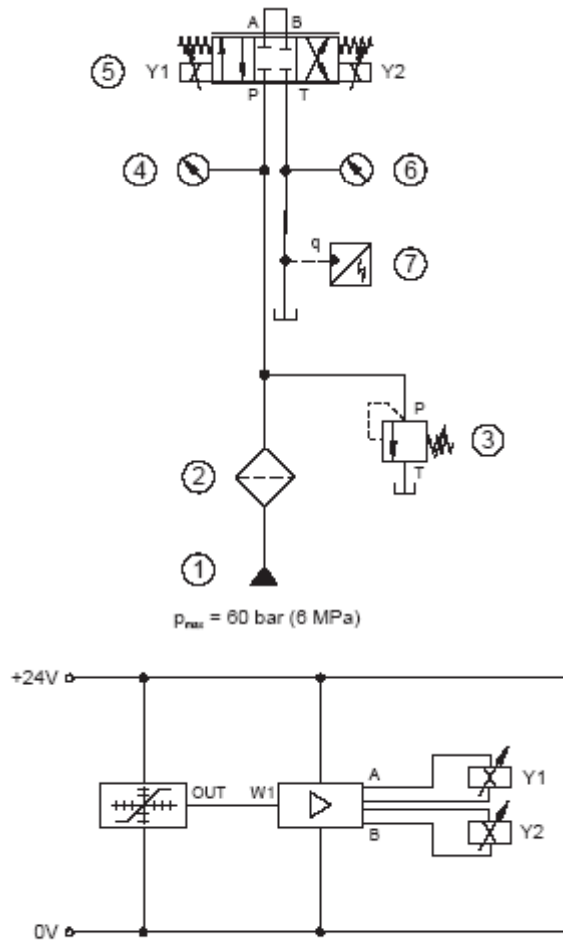 A B
5 Y1 Y2
P T
4 6
q 7
P
3
2
T
1
pmax = 60 bar (6 MPa)
+24V
A
OUT W1 Y1
B Y2
0V